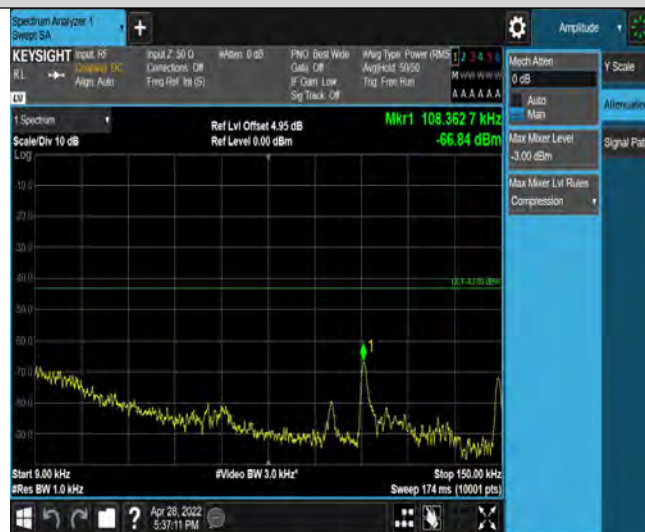 Spectrum Analyzer 1
Swept SA
+
Amplitude
KEYSIGHT
Input: RF
Coupling: DC
Align: Auto
Input Z: 50 Ω
Corrections: Off
Freq Ref: Int (S)
#Atten: 0 dB
PNO: Best Wide
Gate: Off
IF Gain: Low
Sig Track: Off
#Avg Type: Power (RMS
Avg|Hold: 50/50
Trig: Free Run
1 2 3 4 5 6
M W W W W W
A A A A A A
RL
LV
Mech Atten
0 dB
Auto
Man
Max Mixer Level
-3.00 dBm
Max Mixer Lvl Rules
Compression
Y Scale
Attenuation
Signal Pat
1 Spectrum
Scale/Div 10 dB
Log
Ref Lvl Offset 4.95 dB
Ref Level 0.00 dBm
Mkr1 108.362 7 kHz
-66.84 dBm
-10.0
-20.0
-30.0
-40.0
-50.0
-60.0
-70.0
-80.0
-90.0
1
Start 9.00 kHz
#Res BW 1.0 kHz
#Video BW 3.0 kHz*
Stop 150.00 kHz
Sweep 174 ms (10001 pts)
?
Apr 28, 2022
5:37:11 PM